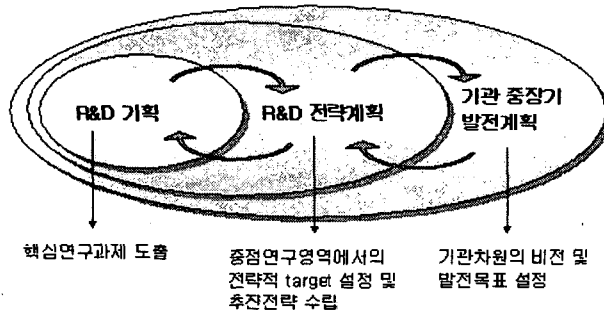 R&D 기획
R&D 전략계획
기관 중장기
발전계획
핵심연구과제 도출
중점연구영역에서의
전략적 target 설정 및
추진전략 수립
기관차원의 비전 및
발전목표 설정